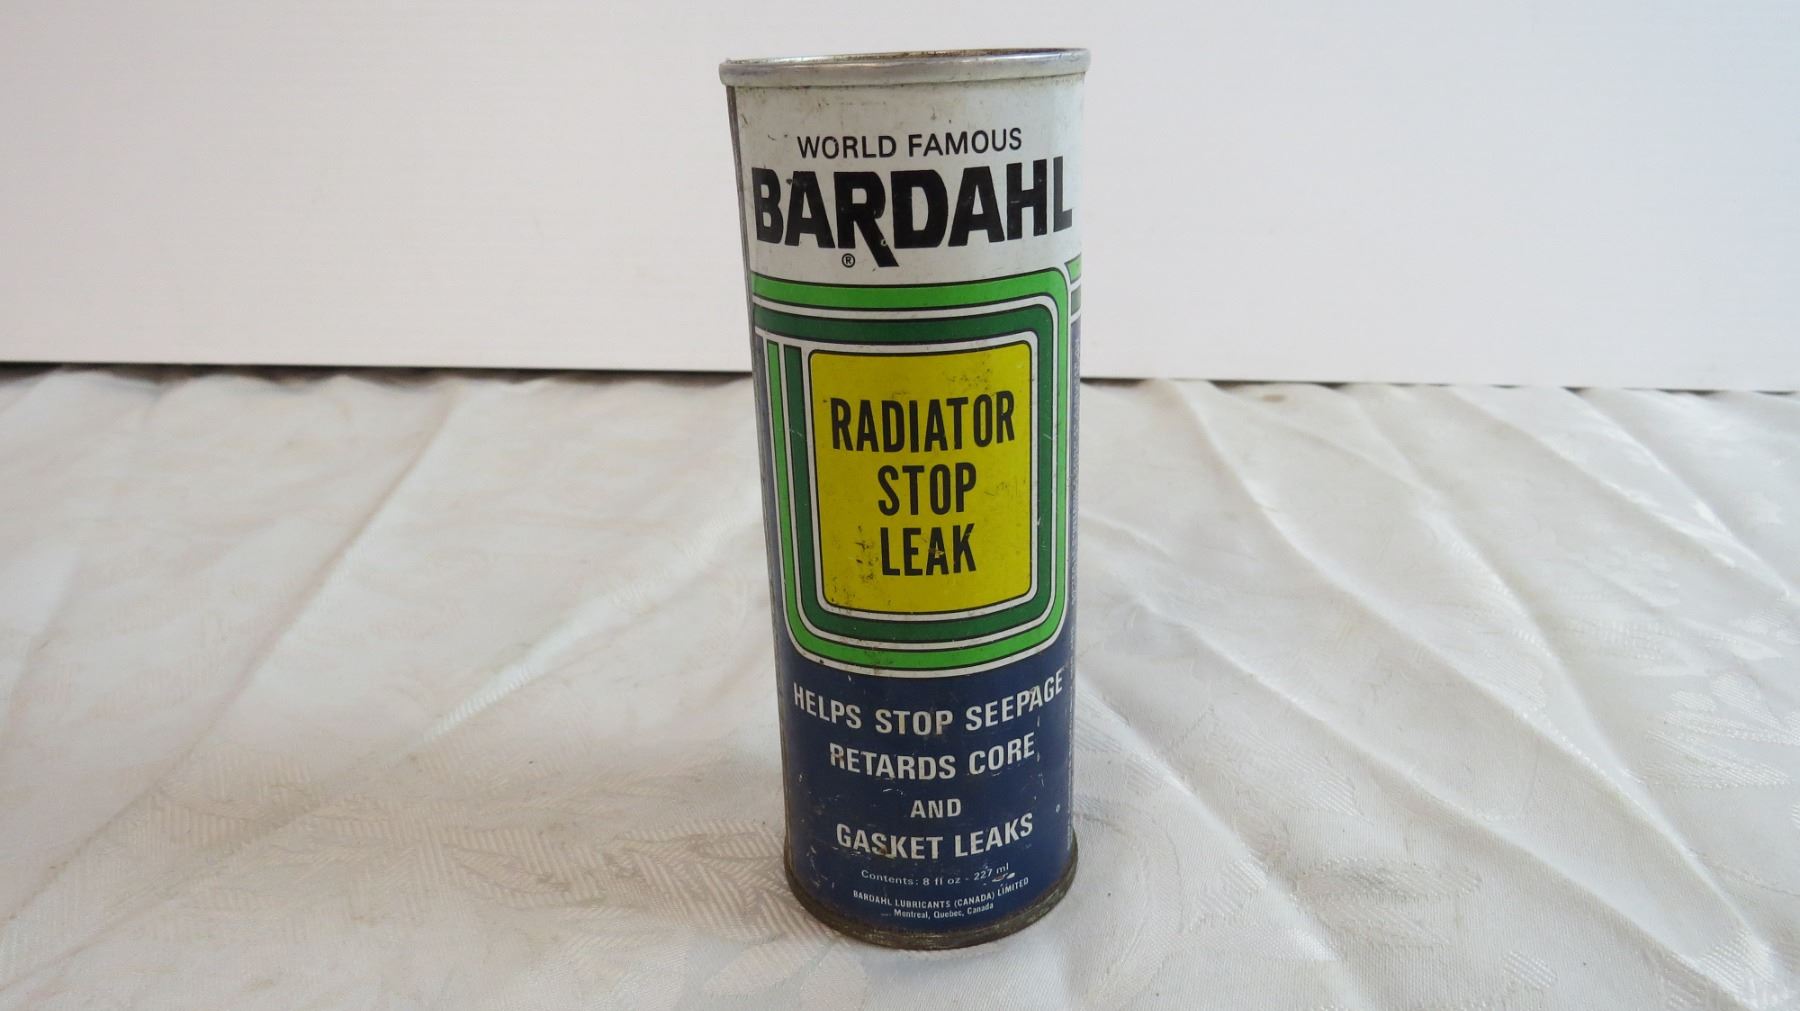 WORLD FAMOUS
BARDAHL
®
RADIATOR
STOP
LEAK
HELPS STOP SEEPAGE
RETARDS CORE
AND
GASKET LEAKS
Contents: 8 fl oz - 227 ml
BARDAHL LUBRICANTS (CANADA) LIMITED
Montreal, Quebec, Canada